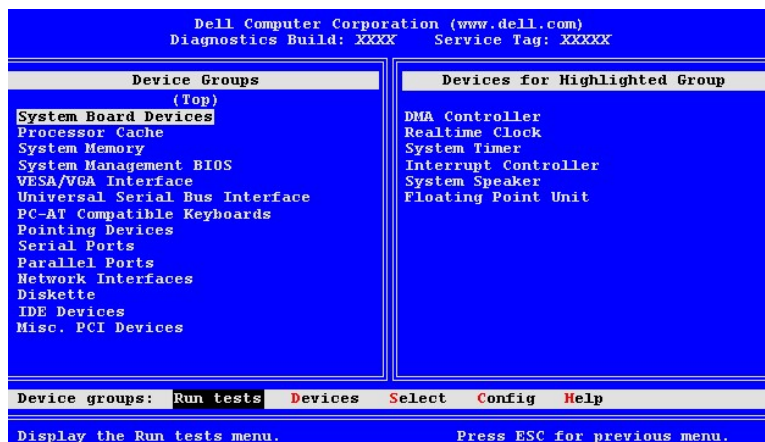 Dell Computer Corporation (www.dell.com)
Diagnostics Build: XXXX Service Tag: XXXXX
Device Groups
(Top)
System Board Devices
Processor Cache
System Memory
System Management BIOS
VESA/VGA Interface
Universal Serial Bus Interface
PC-AT Compatible Keyboards
Pointing Devices
Serial Ports
Parallel Ports
Network Interfaces
Diskette
IDE Devices
Misc. PCI Devices
Devices for Highlighted Group
DMA Controller
Realtime Clock
System Timer
Interrupt Controller
System Speaker
Floating Point Unit
Device groups: Run tests Devices Select Config Help
Display the Run tests menu. Press ESC for previous menu.